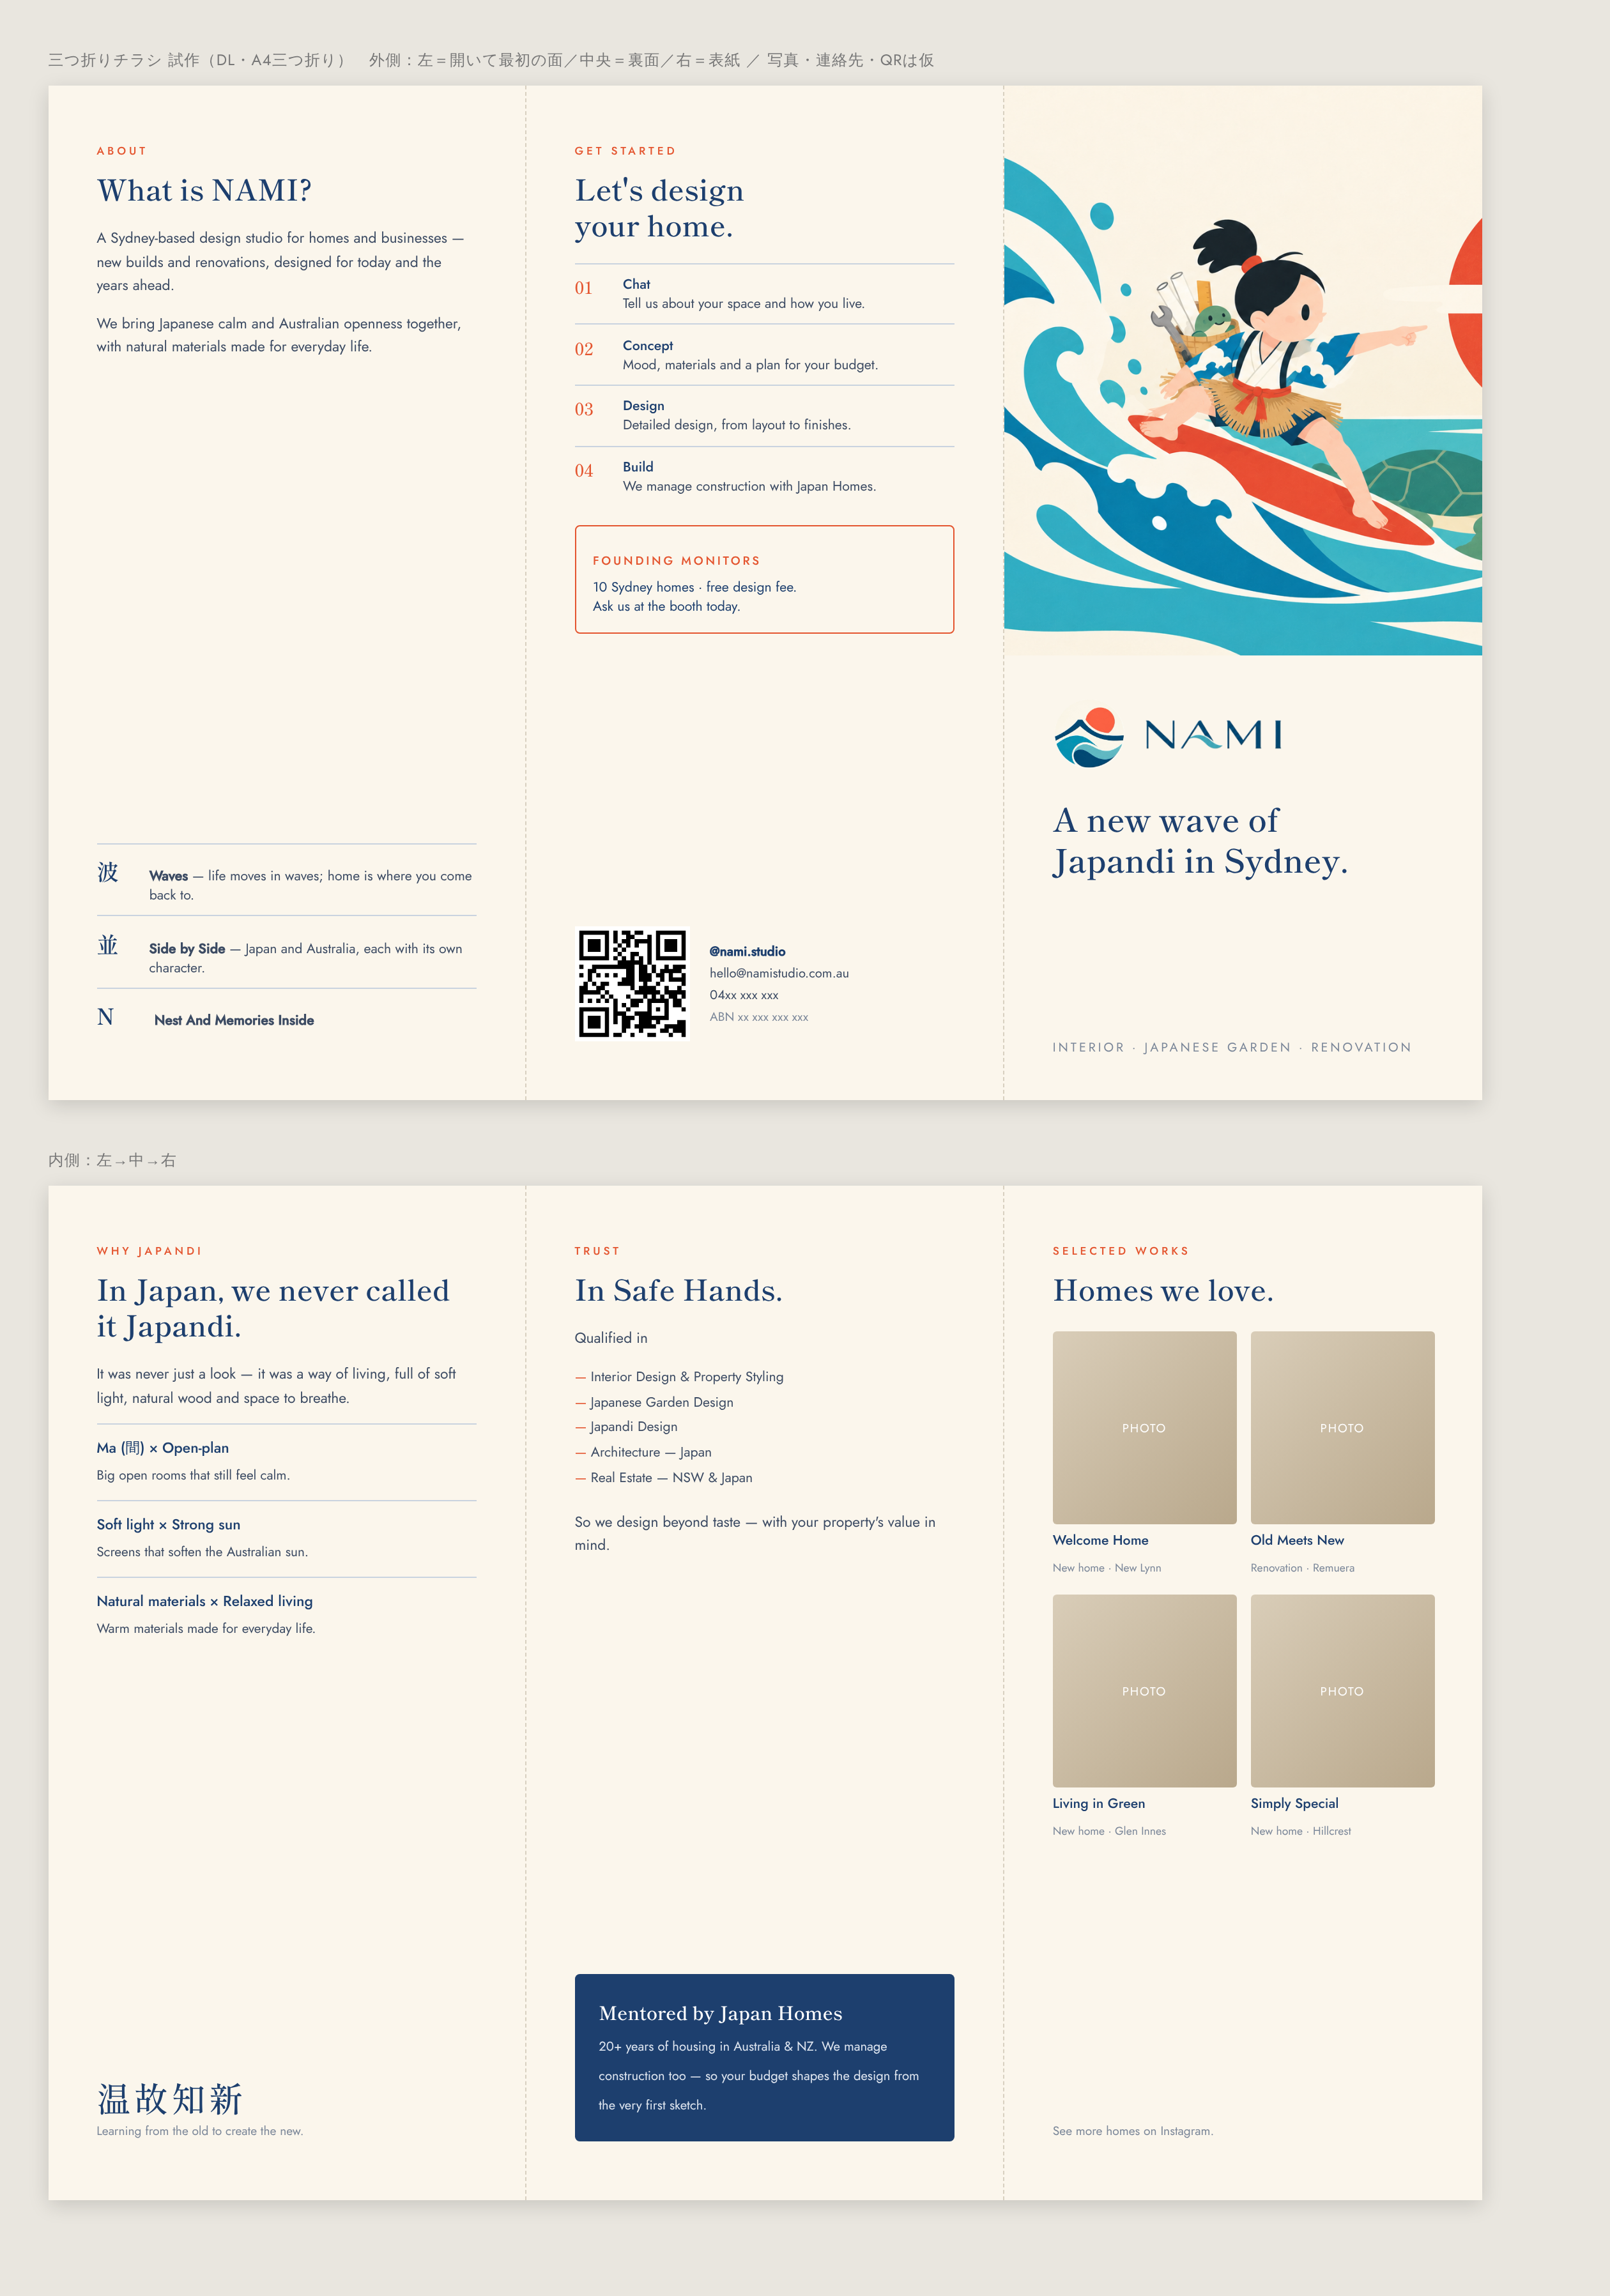 三つ折りチラシ 試作（DL・A4三つ折り）　外側：左＝開いて最初の面／中央＝裏面／右＝表紙 ／ 写真・連絡先・QRは仮
ABOUT
What is NAMI?
A Sydney-based design studio for homes and businesses —
new builds and renovations, designed for today and the
years ahead.
We bring Japanese calm and Australian openness together,
with natural materials made for everyday life.
波
Waves — life moves in waves; home is where you come
back to.
並
Side by Side — Japan and Australia, each with its own
character.
N
Nest And Memories Inside
GET STARTED
Let's design
your home.
01
Chat
Tell us about your space and how you live.
02
Concept
Mood, materials and a plan for your budget.
03
Design
Detailed design, from layout to finishes.
04
Build
We manage construction with Japan Homes.
FOUNDING MONITORS
10 Sydney homes · free design fee.
Ask us at the booth today.
@nami.studio
hello@namistudio.com.au
04xx xxx xxx
ABN xx xxx xxx xxx
NAMI
A new wave of
Japandi in Sydney.
INTERIOR · JAPANESE GARDEN · RENOVATION
内側：左→中→右
WHY JAPANDI
In Japan, we never called
it Japandi.
It was never just a look — it was a way of living, full of soft
light, natural wood and space to breathe.
Ma (間) × Open-plan
Big open rooms that still feel calm.
Soft light × Strong sun
Screens that soften the Australian sun.
Natural materials × Relaxed living
Warm materials made for everyday life.
温故知新
Learning from the old to create the new.
TRUST
In Safe Hands.
Qualified in
— Interior Design & Property Styling
— Japanese Garden Design
— Japandi Design
— Architecture — Japan
— Real Estate — NSW & Japan
So we design beyond taste — with your property's value in
mind.
Mentored by Japan Homes
20+ years of housing in Australia & NZ. We manage
construction too — so your budget shapes the design from
the very first sketch.
SELECTED WORKS
Homes we love.
PHOTO
PHOTO
Welcome Home
New home · New Lynn
Old Meets New
Renovation · Remuera
PHOTO
PHOTO
Living in Green
New home · Glen Innes
Simply Special
New home · Hillcrest
See more homes on Instagram.